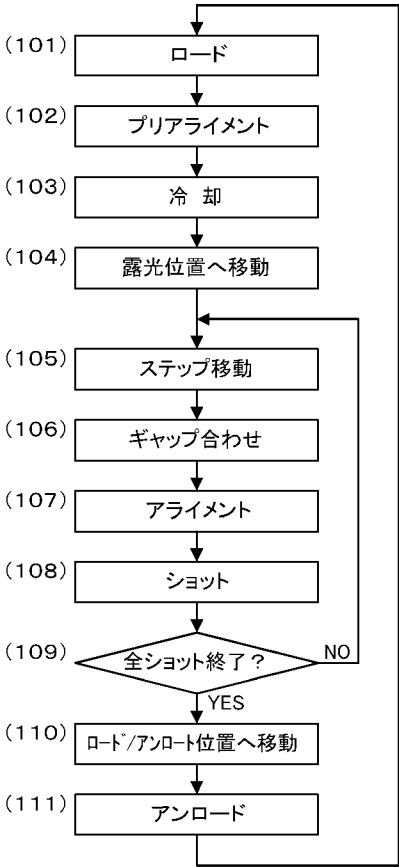 (101) ロード
(102) プリアライメント
(103) 冷 却
(104) 露光位置へ移動
(105) ステップ移動
(106) ギャップ合わせ
(107) アライメント
(108) ショット
(109) 全ショット終了？ NO
YES
(110) ﾛｰﾄﾞ/ｱﾝﾛｰﾄ位置へ移動
(111) アンロード